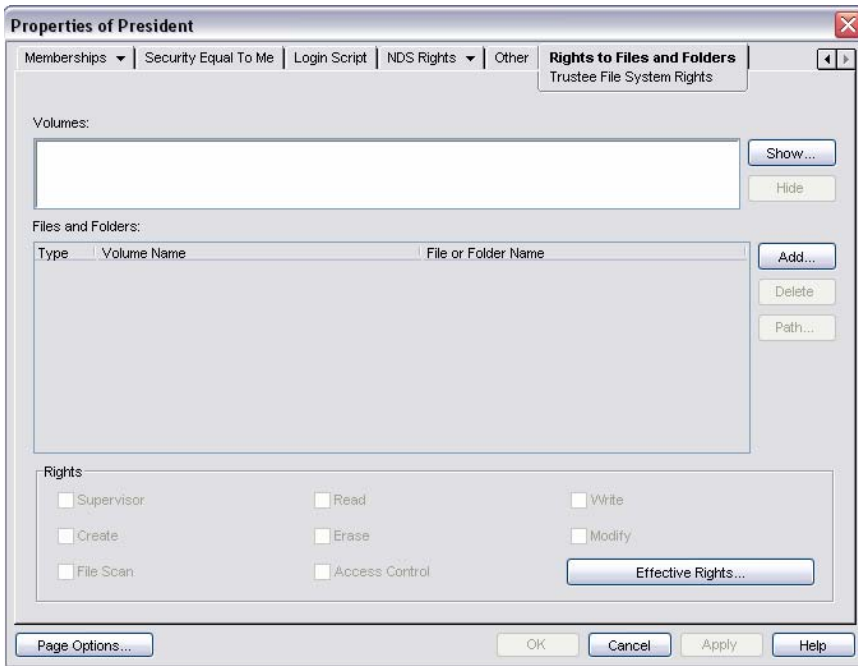 Properties of President
Memberships Security Equal To Me Login Script NDS Rights Other Rights to Files and Folders
Trustee File System Rights
Volumes:
Show...
Hide
Files and Folders:
Type Volume Name File or Folder Name
Add...
Delete
Path...
Rights
Supervisor Read Write
Create Erase Modify
File Scan Access Control Effective Rights...
Page Options... OK Cancel Apply Help